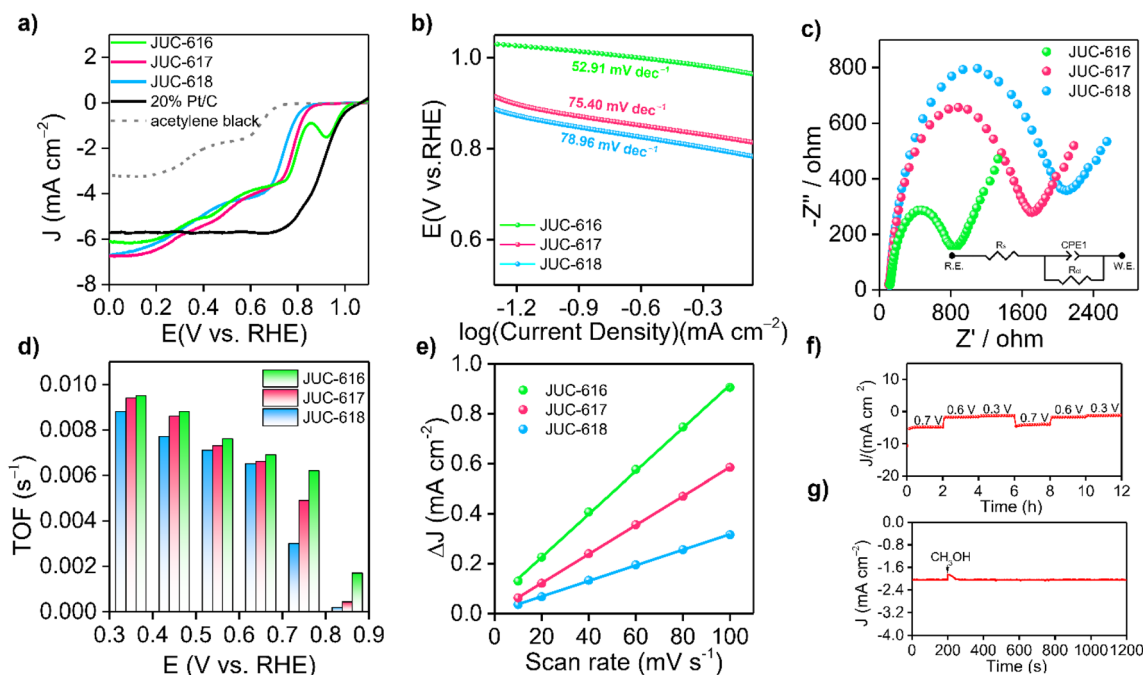 a)
JUC-616
JUC-617
JUC-618
20% Pt/C
acetylene black
2
0
−2
−4
−6
−8
0.0 0.2 0.4 0.6 0.8 1.0
J (mA cm⁻²)
E(V vs. RHE)
b)
52.91 mV dec⁻¹
75.40 mV dec⁻¹
78.96 mV dec⁻¹
JUC-616
JUC-617
JUC-618
1.0
0.8
0.6
-1.2 -0.9 -0.6 -0.3 0.0
E(V vs.RHE)
log(Current Density)(mA cm⁻²)
c)
JUC-616
JUC-617
JUC-618
800
600
400
200
0
0 800 1600 2400
-Z'' / ohm
Z' / ohm
R.E.
Rs
CPE1
Rct
W.E.
d)
JUC-616
JUC-617
JUC-618
0.010
0.008
0.006
0.004
0.002
0.000
0.3 0.4 0.5 0.6 0.7 0.8 0.9
TOF (s⁻¹)
E (V vs. RHE)
e)
JUC-616
JUC-617
JUC-618
1.0
0.8
0.6
0.4
0.2
0.0
20 40 60 80 100
ΔJ (mA cm⁻²)
Scan rate (mV s⁻¹)
f)
10
0
-10
-20
0.7 V 0.6 V 0.3 V 0.7 V 0.6 V 0.3 V
0 2 4 6 8 10 12
J/(mA cm⁻²)
Time (h)
g)
0.0
-0.8
-1.6
-2.4
-3.2
-4.0
CH₃OH
0 200 400 600 800 1000 1200
J (mA cm⁻²)
Time (s)